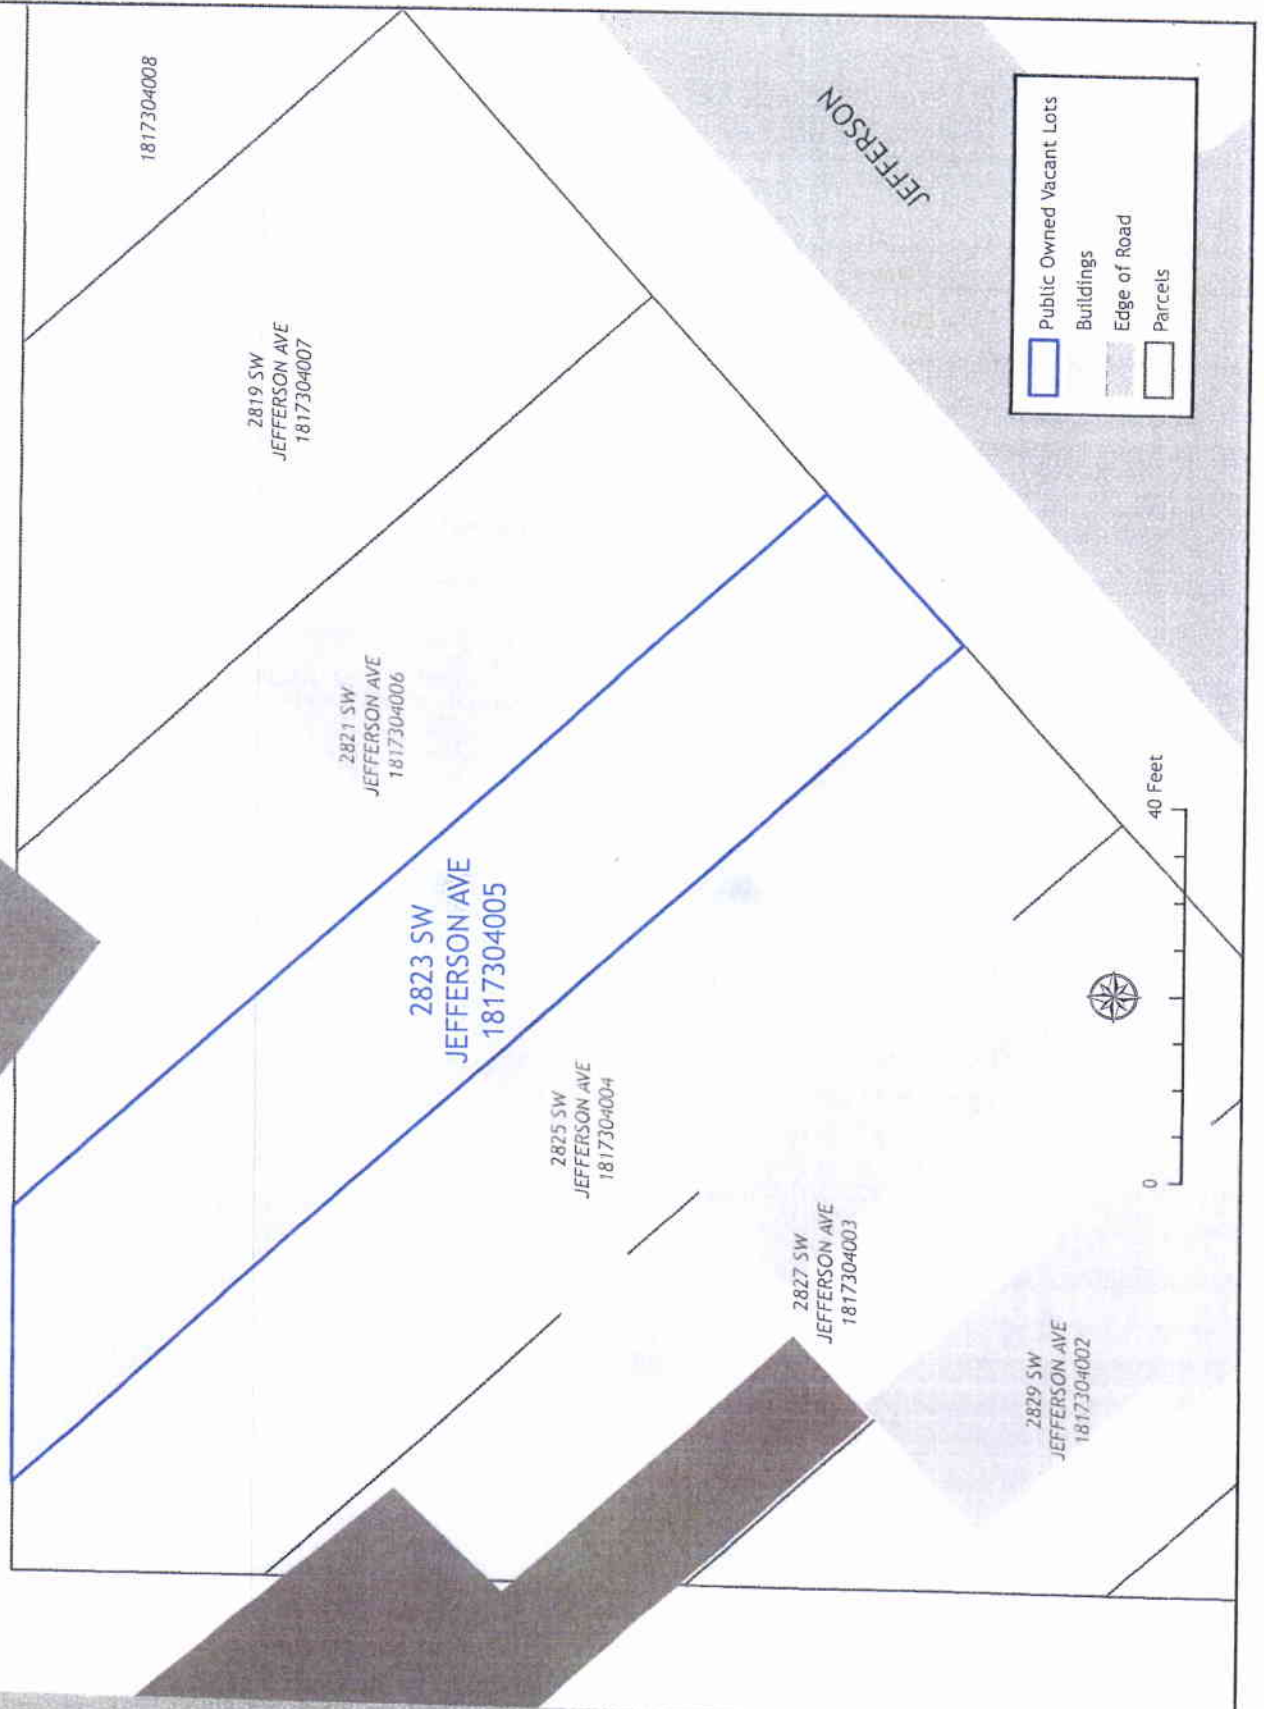 1817304008
2819 SW
JEFFERSON AVE
1817304007
2821 SW
JEFFERSON AVE
1817304006
2823 SW
JEFFERSON AVE
1817304005
2825 SW
JEFFERSON AVE
1817304004
2827 SW
JEFFERSON AVE
1817304003
2829 SW
JEFFERSON AVE
1817304002
JEFFERSON
Public Owned Vacant Lots
Buildings
Edge of Road
Parcels
0
40 Feet